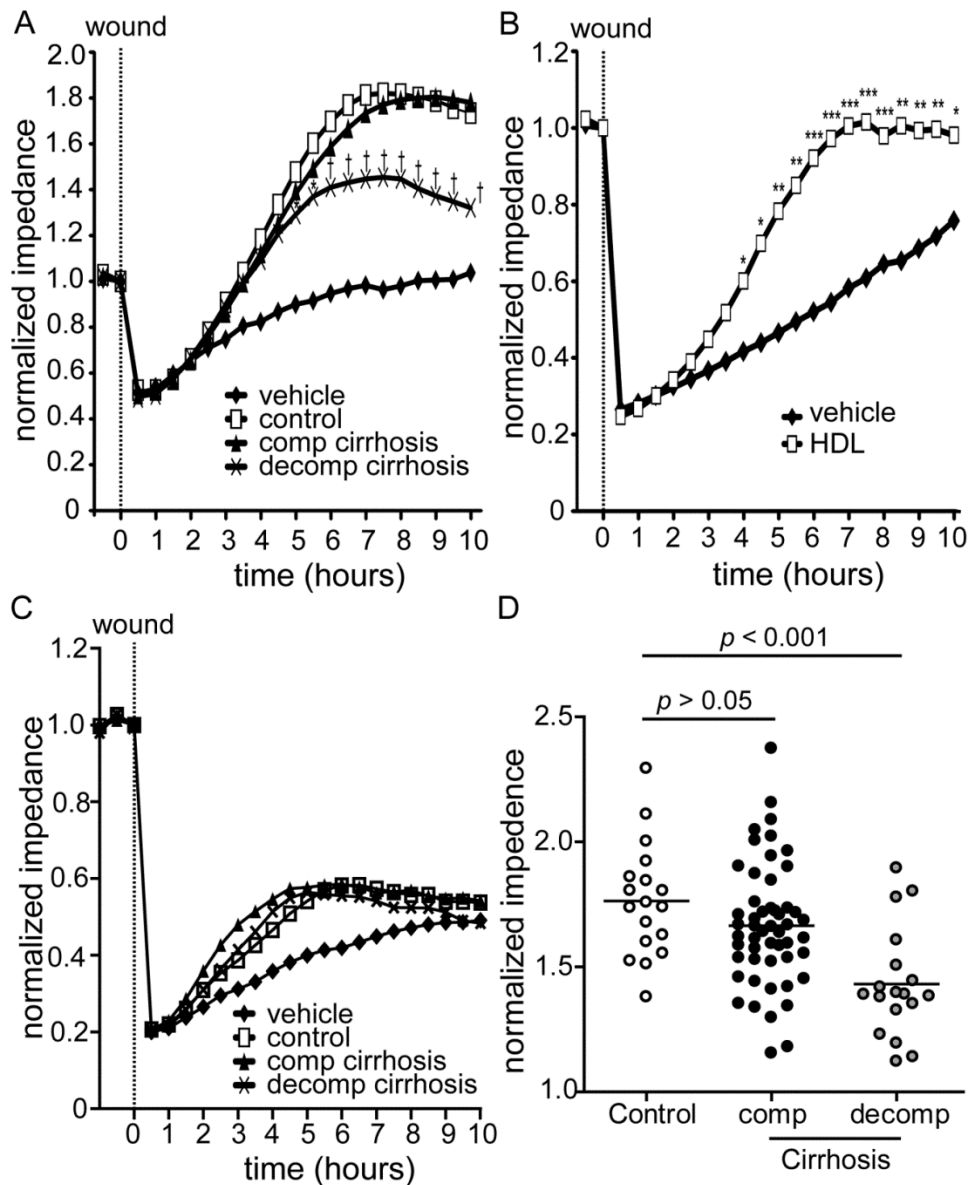 A
wound
normalized impedance
2.0
1.8
1.6
1.4
1.2
1.0
0.8
0.6
0.4
0.2
0
† † † † † † † † † † †
vehicle
control
comp cirrhosis
decomp cirrhosis
0 1 2 3 4 5 6 7 8 9 10
time (hours)
B
wound
normalized impedance
1.2
1.0
0.8
0.6
0.4
0.2
0
* * ** ** *** *** *** *** *** ** ** ** *
vehicle
HDL
0 1 2 3 4 5 6 7 8 9 10
time (hours)
C
wound
normalized impedance
1.2
1.0
0.8
0.6
0.4
0.2
0
vehicle
control
comp cirrhosis
decomp cirrhosis
0 1 2 3 4 5 6 7 8 9 10
time (hours)
D
p < 0.001
p > 0.05
normalized impedence
2.5
2.0
1.5
1.0
Control comp decomp
Cirrhosis